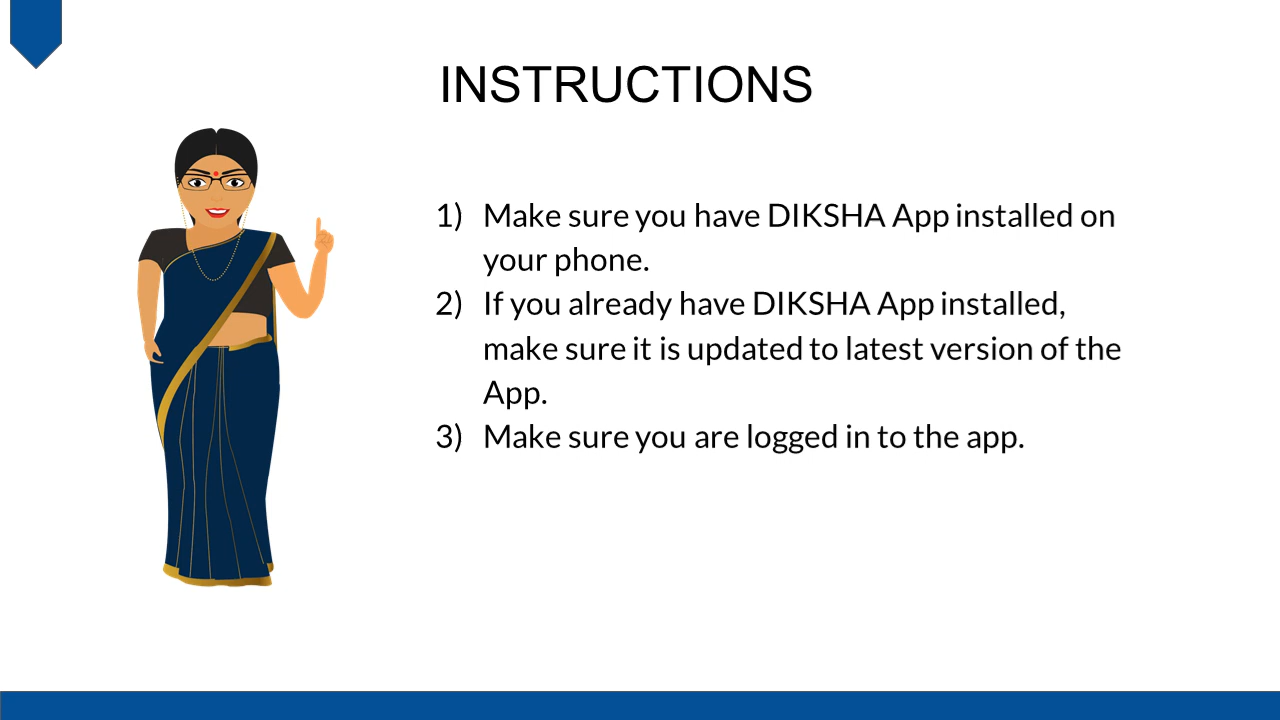 INSTRUCTIONS
1) Make sure you have DIKSHA App installed on
your phone.
2) If you already have DIKSHA App installed,
make sure it is updated to latest version of the
App.
3) Make sure you are logged in to the app.